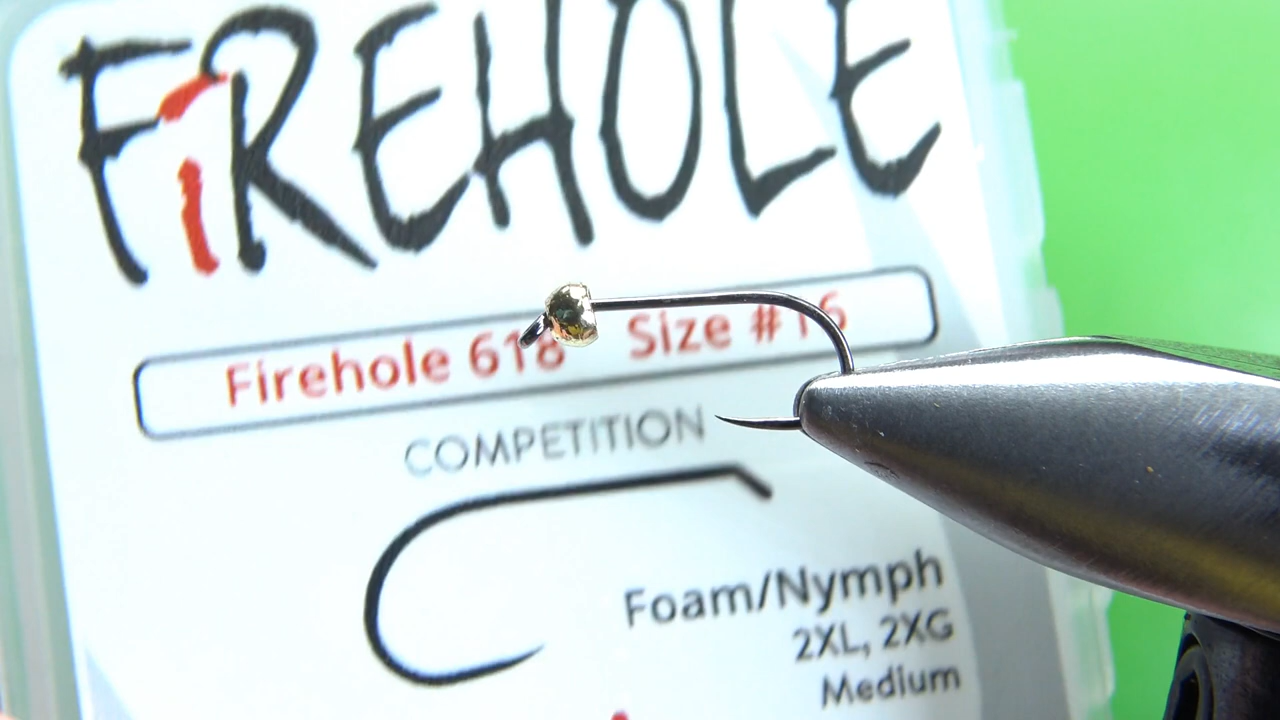 FiREHOLE
Firehole 618 Size #16
COMPETITION
Foam/Nymph
2XL, 2XG
Medium